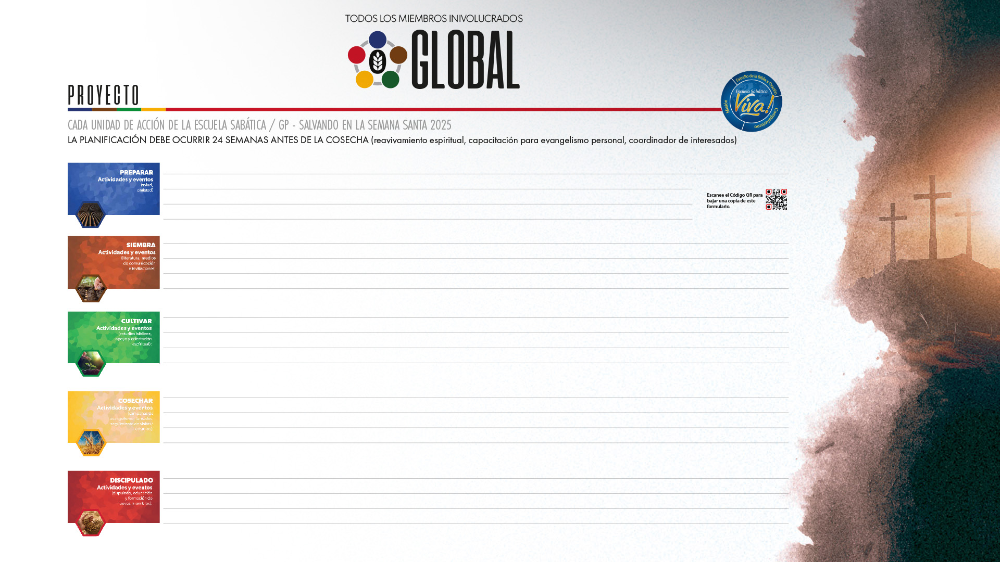 TODOS LOS MIEMBROS INIVOLUCRADOS
GLOBAL
PROYECTO
Estudio de la Biblia y Oración
Escuela Sabática
Viva!
Misión
Compañerismo
CADA UNIDAD DE ACCIÓN DE LA ESCUELA SABÁTICA / GP - SALVANDO EN LA SEMANA SANTA 2025
LA PLANIFICACIÓN DEBE OCURRIR 24 SEMANAS ANTES DE LA COSECHA (reavivamiento espiritual, capacitación para evangelismo personal, coordinador de interesados)
PREPARAR
Actividades y eventos
(salud,
amistad)
Escanee el Código QR para
bajar una copia de este
formulario.
SIEMBRA
Actividades y eventos
(literatura, medios
de comunicación
e invitaciones)
CULTIVAR
Actividades y eventos
(estudios bíblicos,
apoyo y orientación
espiritual):
COSECHAR
Actividades y eventos
(campañas de
evangelismo, llamados,
seguimiento de visitas/
estudios):
DISCIPULADO
Actividades y eventos
(dispulado, educación
y formación de
nuevos miembros):